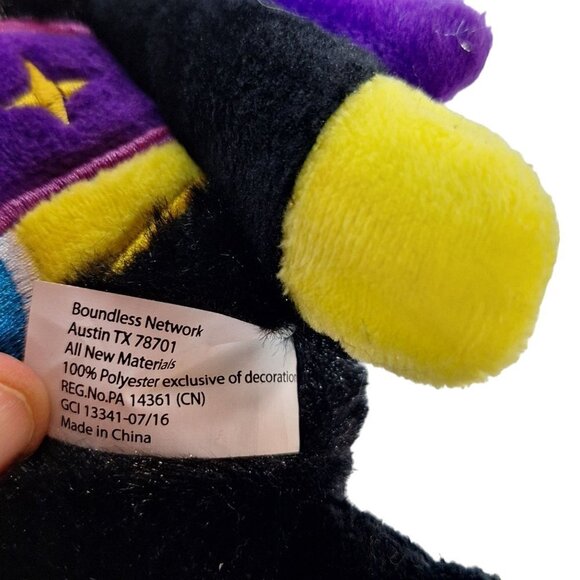 Boundless Network
Austin TX 78701
All New Materials
100% Polyester exclusive of decoration
REG.No.PA 14361 (CN)
GCI 13341-07/16
Made in China